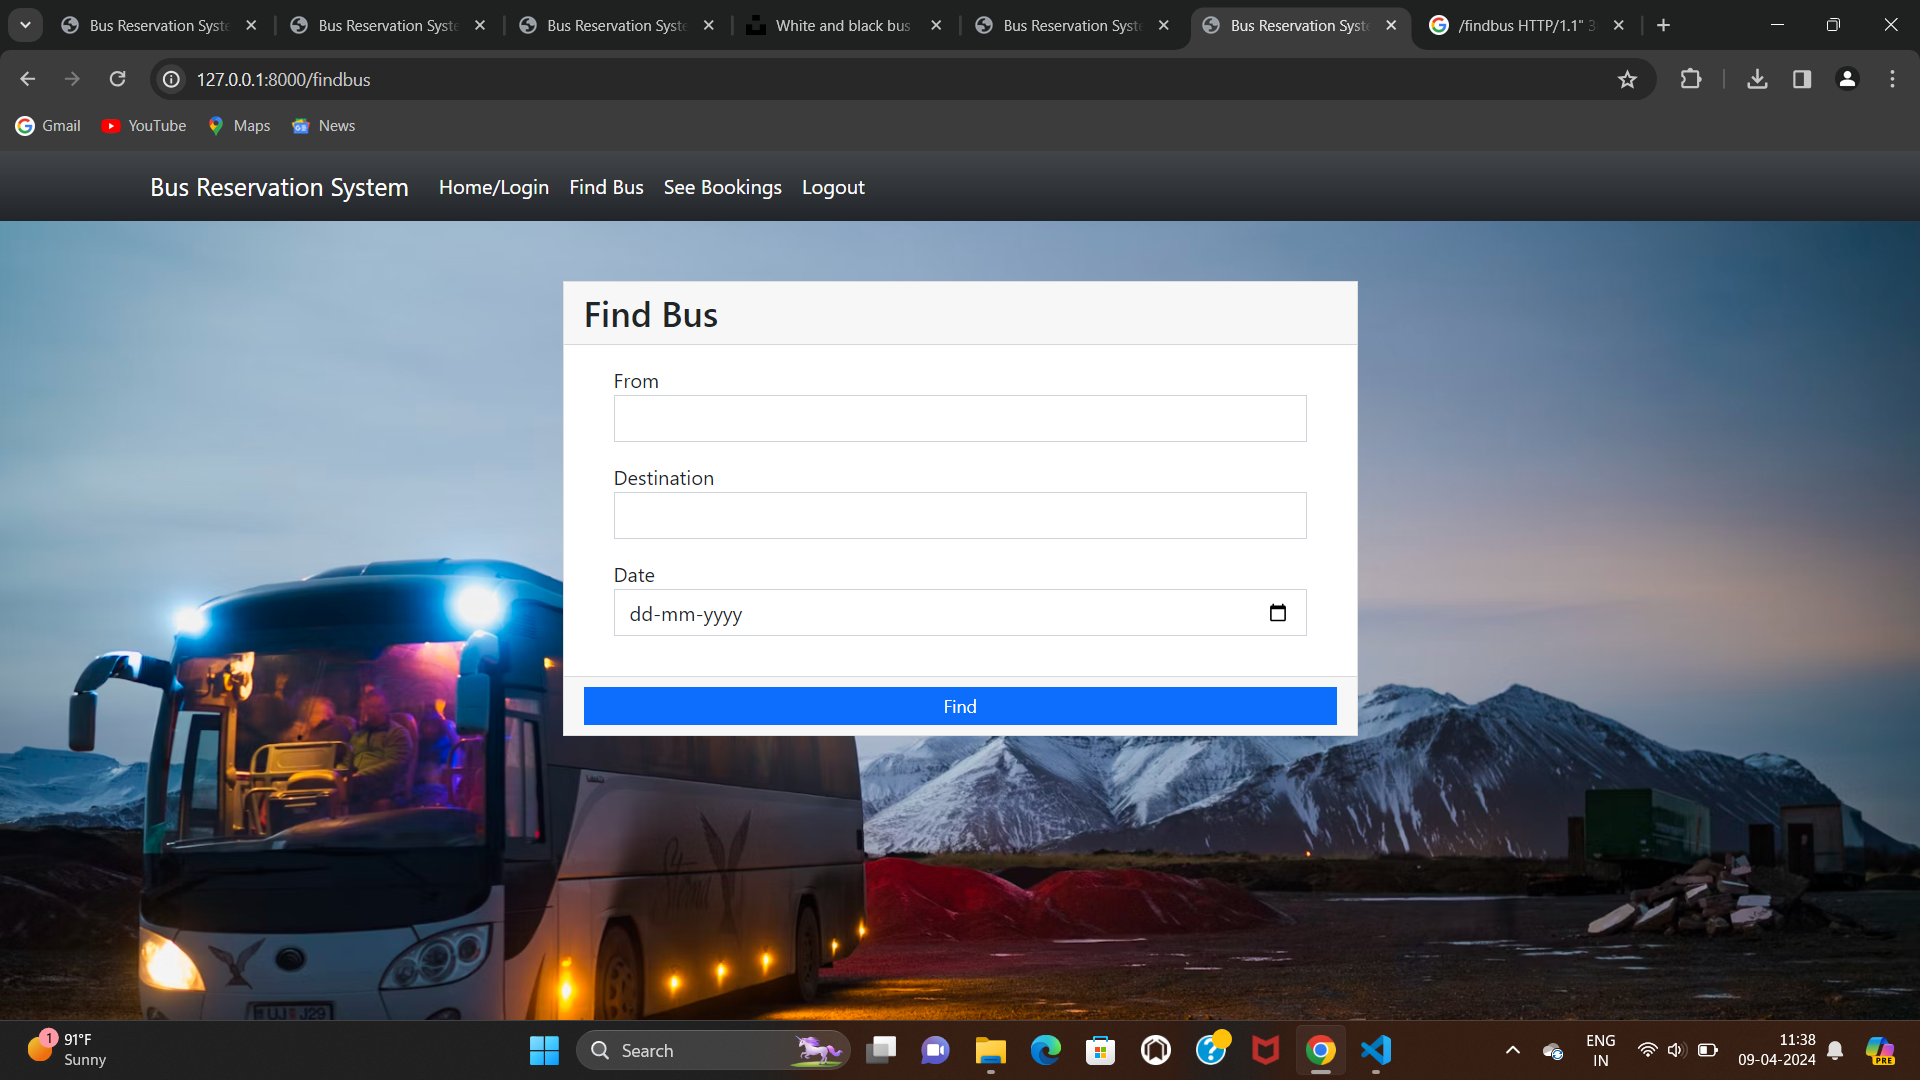 Bus Reservation Syste
Bus Reservation Syste
Bus Reservation Syste
White and black bus
Bus Reservation Syste
Bus Reservation Syste
/findbus HTTP/1.1" 3
127.0.0.1:8000/findbus
Gmail
YouTube
Maps
News
Bus Reservation System
Home/Login
Find Bus
See Bookings
Logout
Find Bus
From
Destination
Date
dd-mm-yyyy
Find
1
91°F
Sunny
Search
ENG
IN
11:38
09-04-2024
PRE